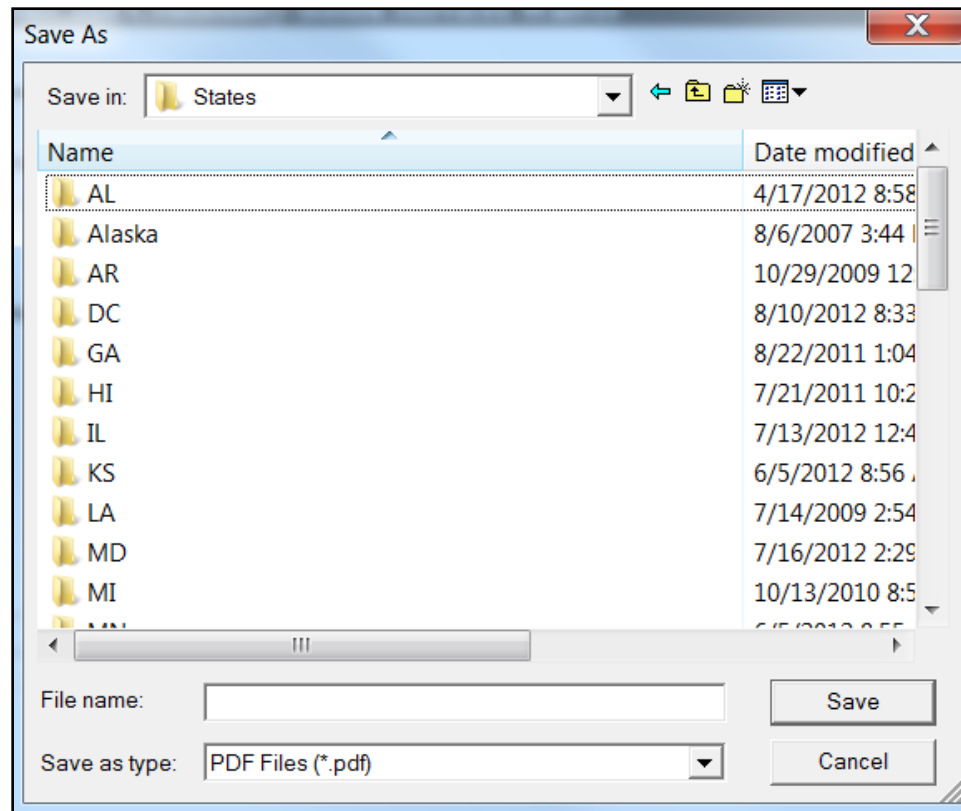 Save As
Save in: States
Name Date modified
AL 4/17/2012 8:58
Alaska 8/6/2007 3:44
AR 10/29/2009 12
DC 8/10/2012 8:33
GA 8/22/2011 1:04
HI 7/21/2011 10:2
IL 7/13/2012 12:4
KS 6/5/2012 8:56
LA 7/14/2009 2:54
MD 7/16/2012 2:29
MI 10/13/2010 8:5
File name: Save
Save as type: PDF Files (*.pdf) Cancel